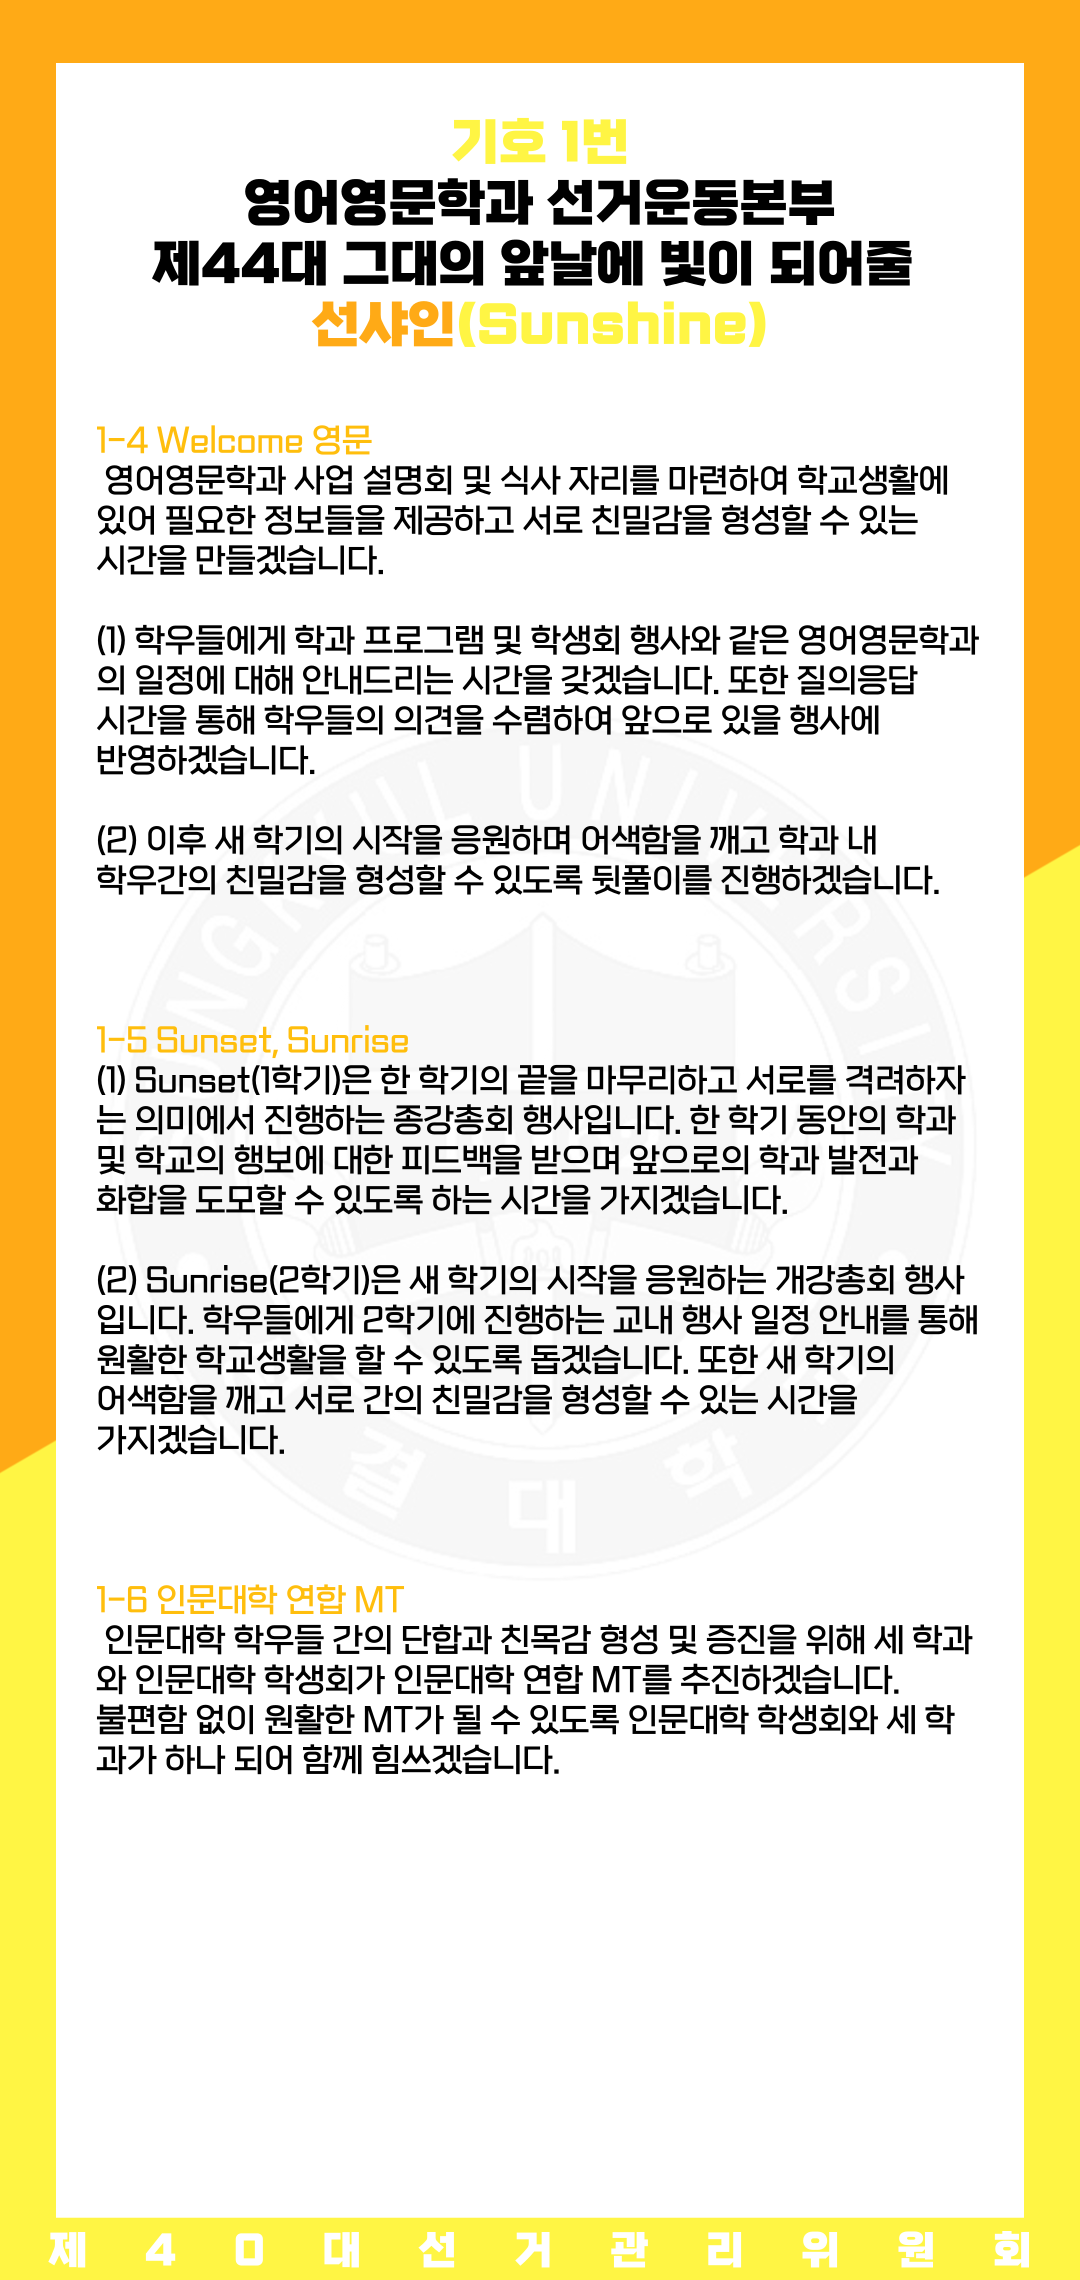 기호 1번
영어영문학과 선거운동본부
제44대 그대의 앞날에 빛이 되어줄
선샤인(Sunshine)
1-4 Welcome 영문
영어영문학과 사업 설명회 및 식사 자리를 마련하여 학교생활에
있어 필요한 정보들을 제공하고 서로 친밀감을 형성할 수 있는
시간을 만들겠습니다.
(1) 학우들에게 학과 프로그램 및 학생회 행사와 같은 영어영문학과
의 일정에 대해 안내드리는 시간을 갖겠습니다. 또한 질의응답
시간을 통해 학우들의 의견을 수렴하여 앞으로 있을 행사에
반영하겠습니다.
(2) 이후 새 학기의 시작을 응원하며 어색함을 깨고 학과 내
학우간의 친밀감을 형성할 수 있도록 뒷풀이를 진행하겠습니다.
1-5 Sunset, Sunrise
(1) Sunset(1학기)은 한 학기의 끝을 마무리하고 서로를 격려하자
는 의미에서 진행하는 종강총회 행사입니다. 한 학기 동안의 학과
및 학교의 행보에 대한 피드백을 받으며 앞으로의 학과 발전과
화합을 도모할 수 있도록 하는 시간을 가지겠습니다.
(2) Sunrise(2학기)은 새 학기의 시작을 응원하는 개강총회 행사
입니다. 학우들에게 2학기에 진행하는 교내 행사 일정 안내를 통해
원활한 학교생활을 할 수 있도록 돕겠습니다. 또한 새 학기의
어색함을 깨고 서로 간의 친밀감을 형성할 수 있는 시간을
가지겠습니다.
1-6 인문대학 연합 MT
인문대학 학우들 간의 단합과 친목감 형성 및 증진을 위해 세 학과
와 인문대학 학생회가 인문대학 연합 MT를 추진하겠습니다.
불편함 없이 원활한 MT가 될 수 있도록 인문대학 학생회와 세 학
과가 하나 되어 함께 힘쓰겠습니다.
UNIVERSITY
결대학
제40대선거관리위원회